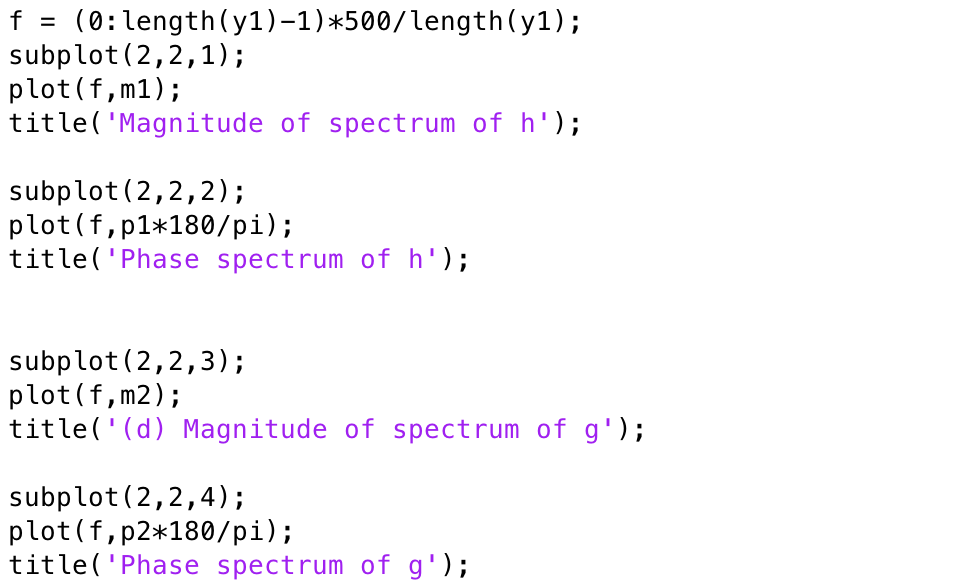 f = (0:length(y1)-1)*500/length(y1);
subplot(2,2,1);
plot(f,m1);
title('Magnitude of spectrum of h');
subplot(2,2,2);
plot(f,p1*180/pi);
title('Phase spectrum of h');
subplot(2,2,3);
plot(f,m2);
title('(d) Magnitude of spectrum of g');
subplot(2,2,4);
plot(f,p2*180/pi);
title('Phase spectrum of g');